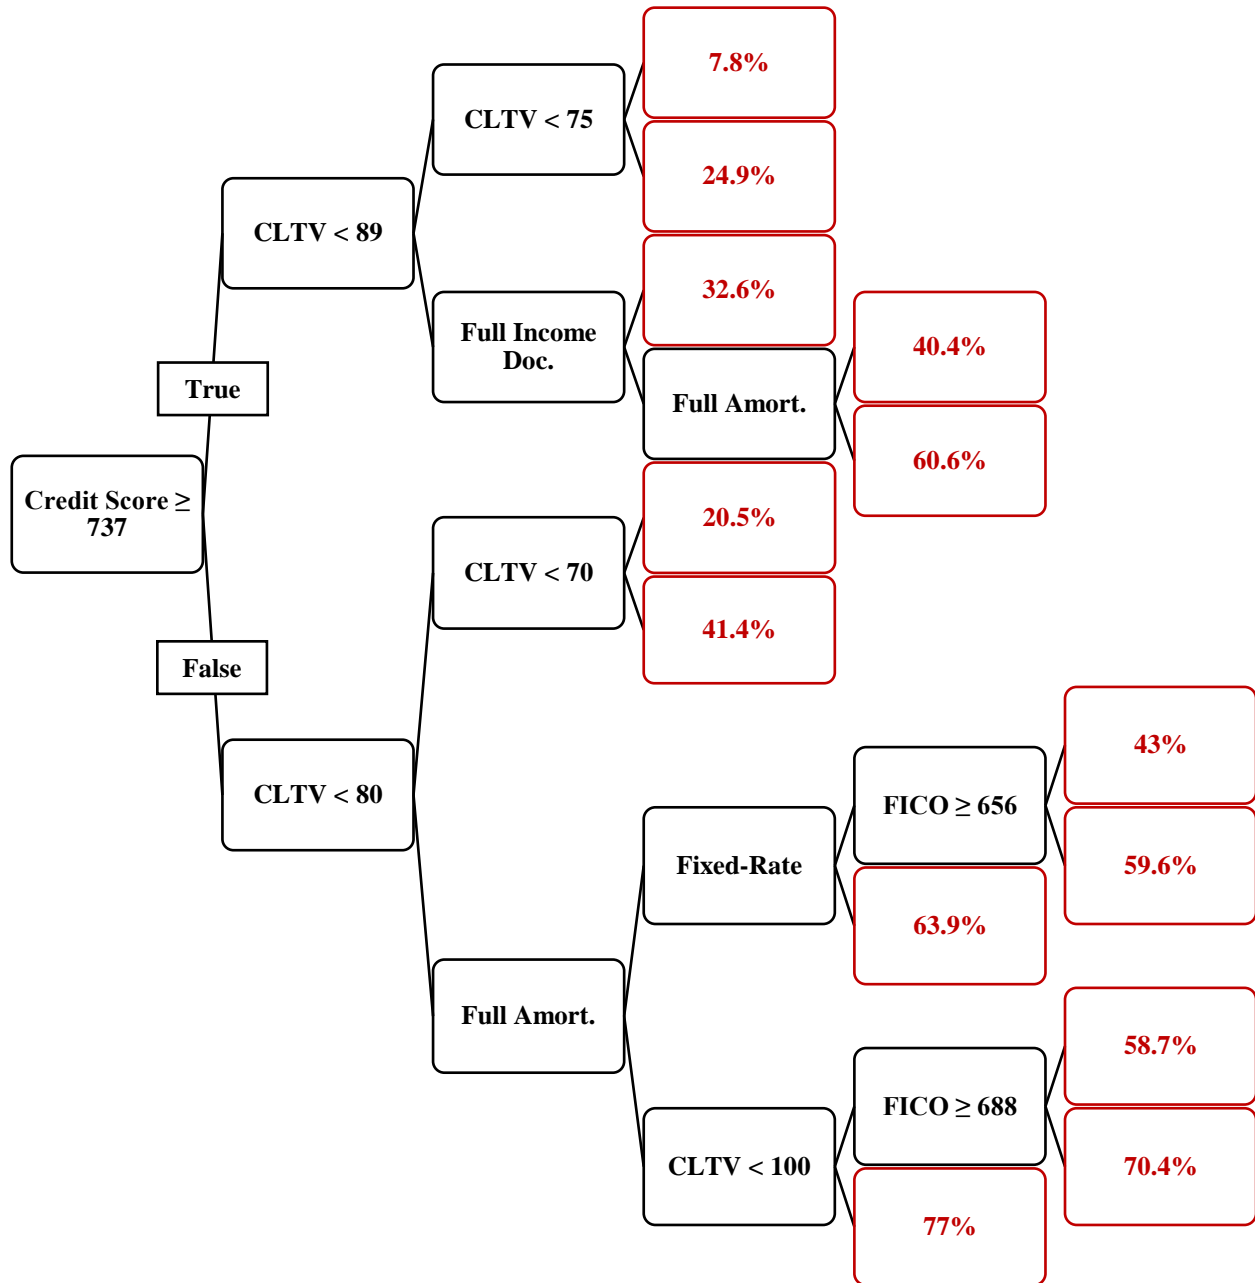 7.8%
CLTV < 75
24.9%
CLTV < 89
32.6%
Full Income
Doc.
40.4%
True
Full Amort.
60.6%
Credit Score ≥
737
20.5%
CLTV < 70
41.4%
False
43%
CLTV < 80
FICO ≥ 656
Fixed-Rate
59.6%
63.9%
Full Amort.
58.7%
FICO ≥ 688
CLTV < 100
70.4%
77%